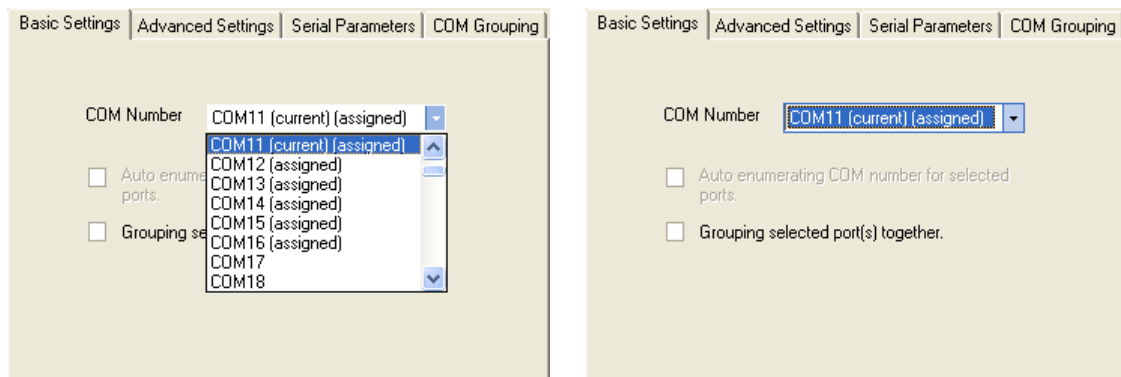 Basic Settings Advanced Settings Serial Parameters COM Grouping
COM Number COM11 (current) (assigned)
COM11 (current) (assigned)
COM12 (assigned)
Auto enume COM13 (assigned)
ports. COM14 (assigned)
COM15 (assigned)
Grouping se COM16 (assigned)
COM17
COM18
Basic Settings Advanced Settings Serial Parameters COM Grouping
COM Number COM11 (current) (assigned)
Auto enumerating COM number for selected
ports.
Grouping selected port(s) together.